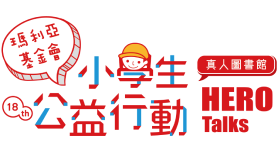 瑪利亞
基金會
小學生
18th
公益行動
真人圖書館
HERO
Talks